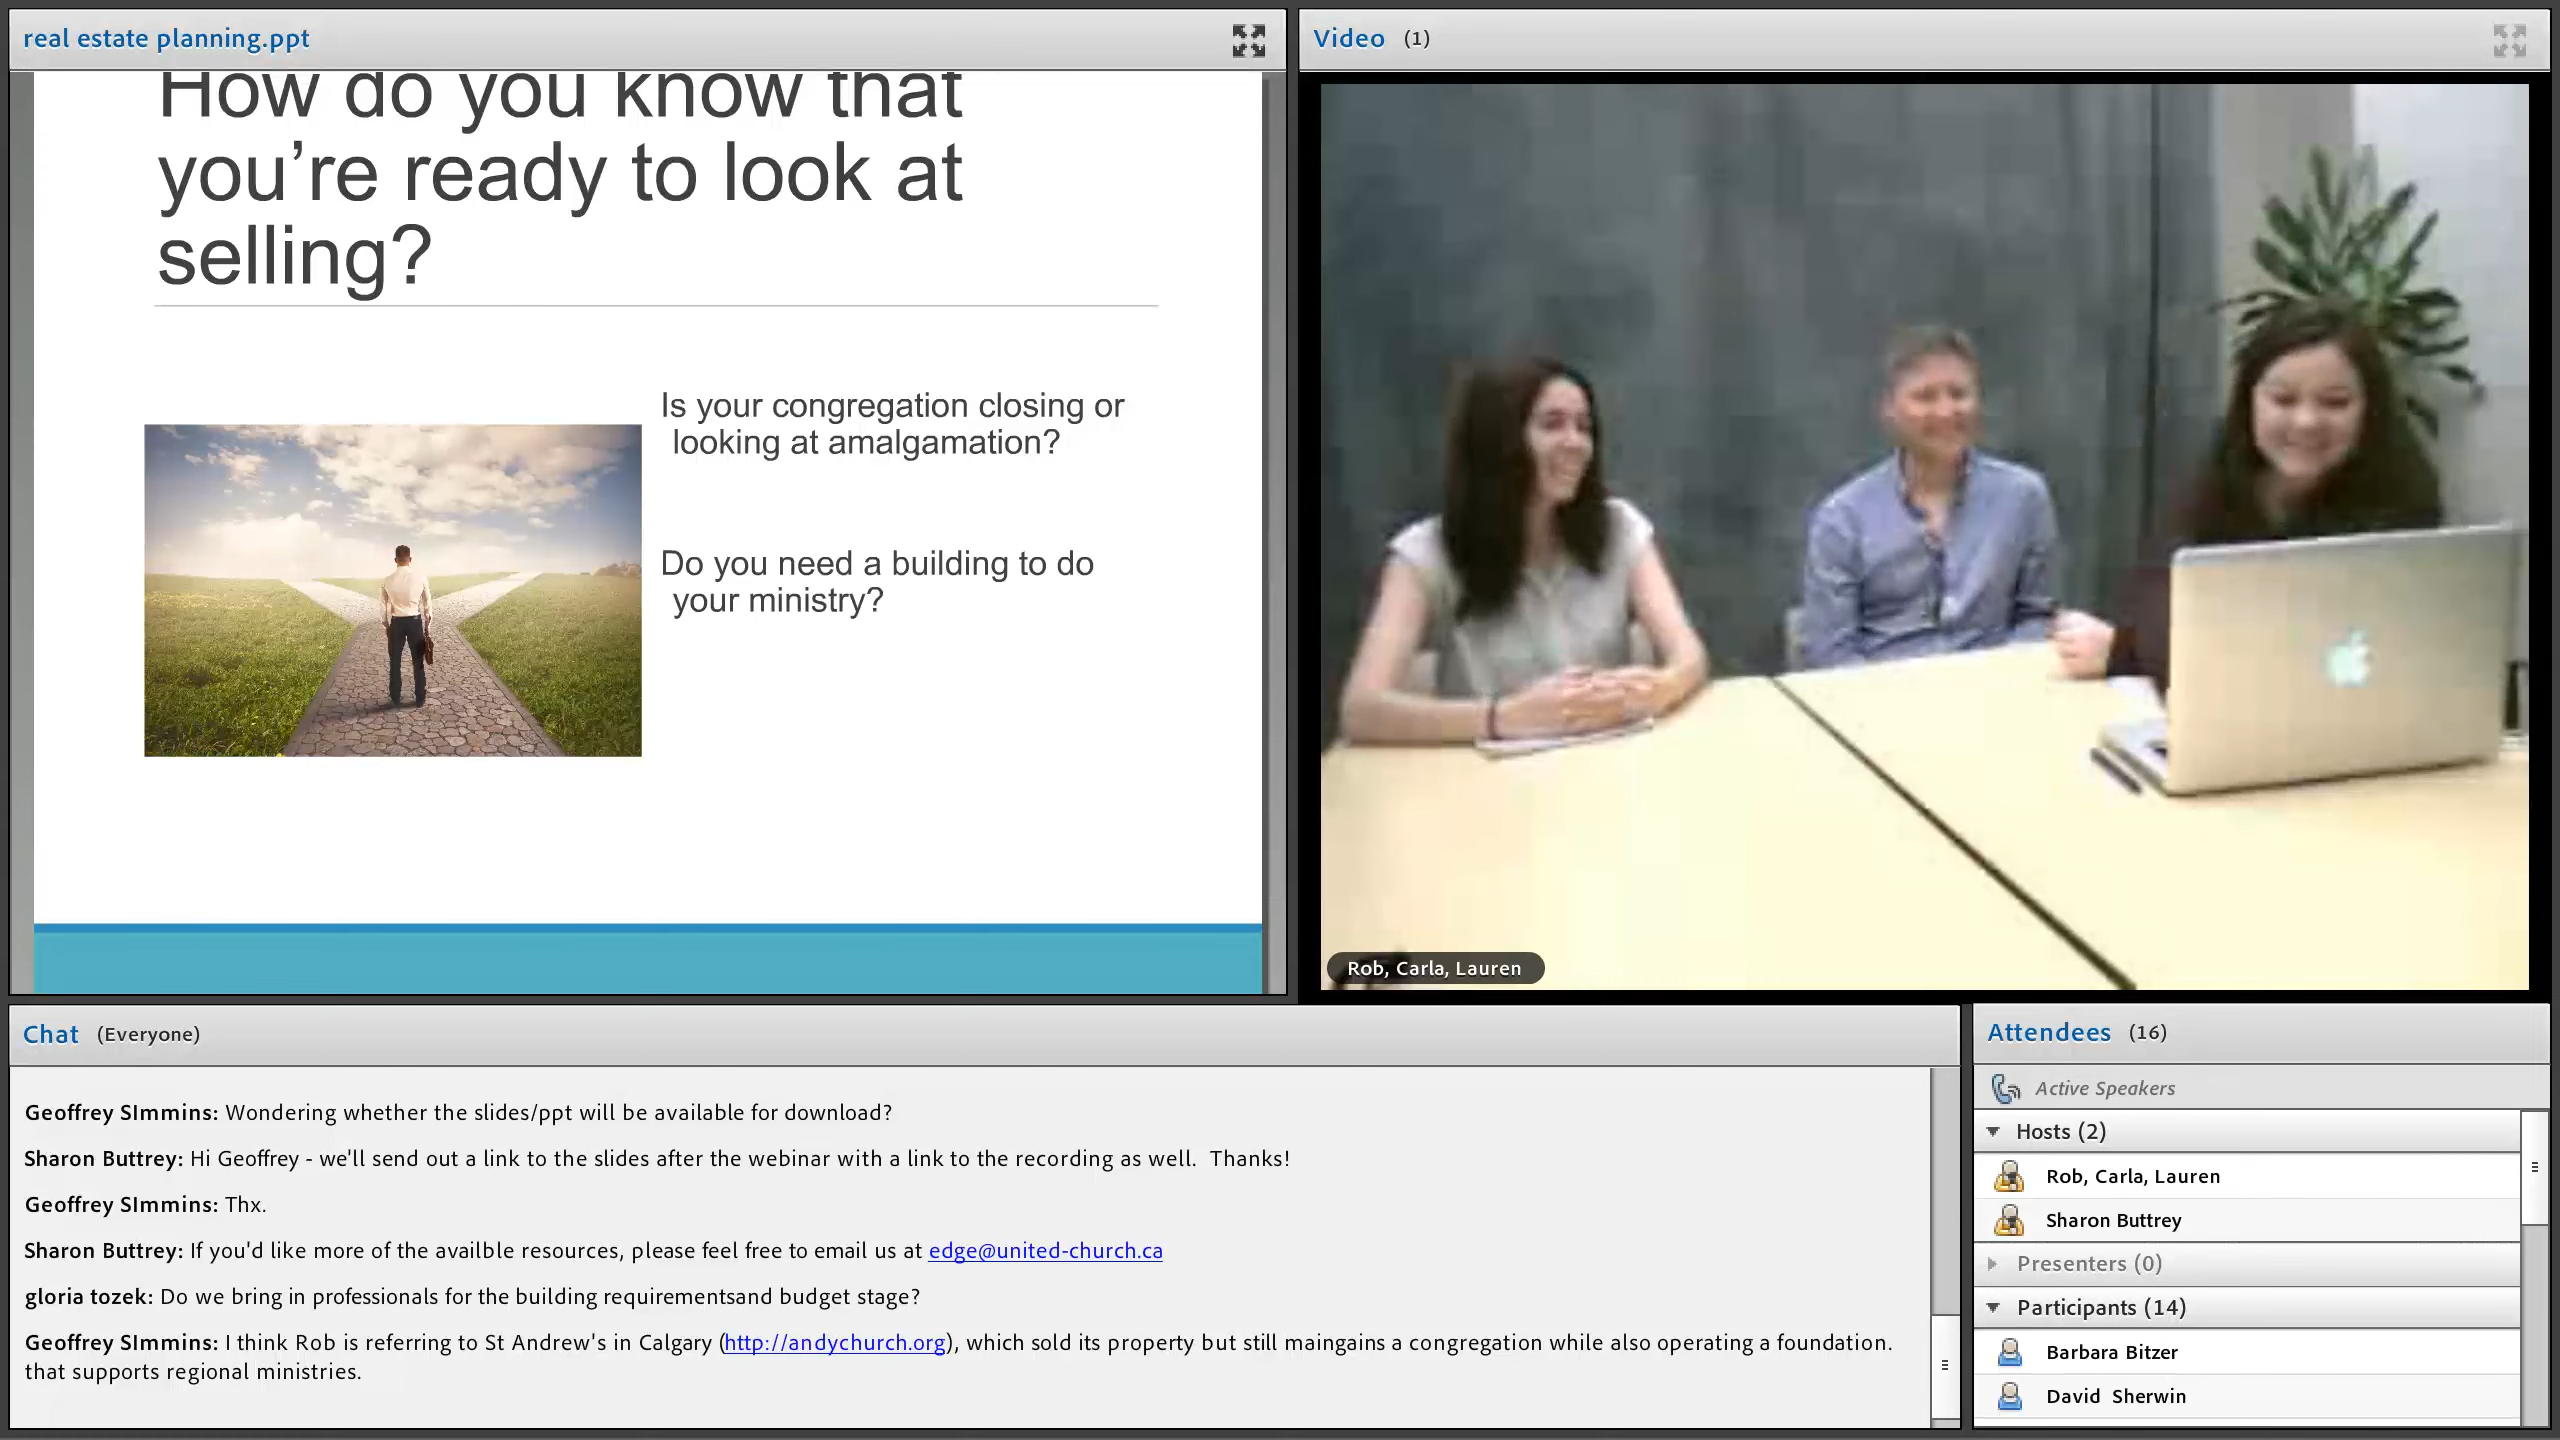 real estate planning.ppt
How do you know that
you’re ready to look at
selling?
Is your congregation closing or
looking at amalgamation?
Do you need a building to do
your ministry?
Video (1)
Rob, Carla, Lauren
Chat (Everyone)
Geoffrey SImmins: Wondering whether the slides/ppt will be available for download?
Sharon Buttrey: Hi Geoffrey - we'll send out a link to the slides after the webinar with a link to the recording as well.  Thanks!
Geoffrey SImmins: Thx.
Sharon Buttrey: If you'd like more of the availble resources, please feel free to email us at edge@united-church.ca
gloria tozek: Do we bring in professionals for the building requirementsand budget stage?
Geoffrey SImmins: I think Rob is referring to St Andrew's in Calgary (http://andychurch.org), which sold its property but still maingains a congregation while also operating a foundation.
that supports regional ministries.
Attendees (16)
Active Speakers
Hosts (2)
Rob, Carla, Lauren
Sharon Buttrey
Presenters (0)
Participants (14)
Barbara Bitzer
David  Sherwin